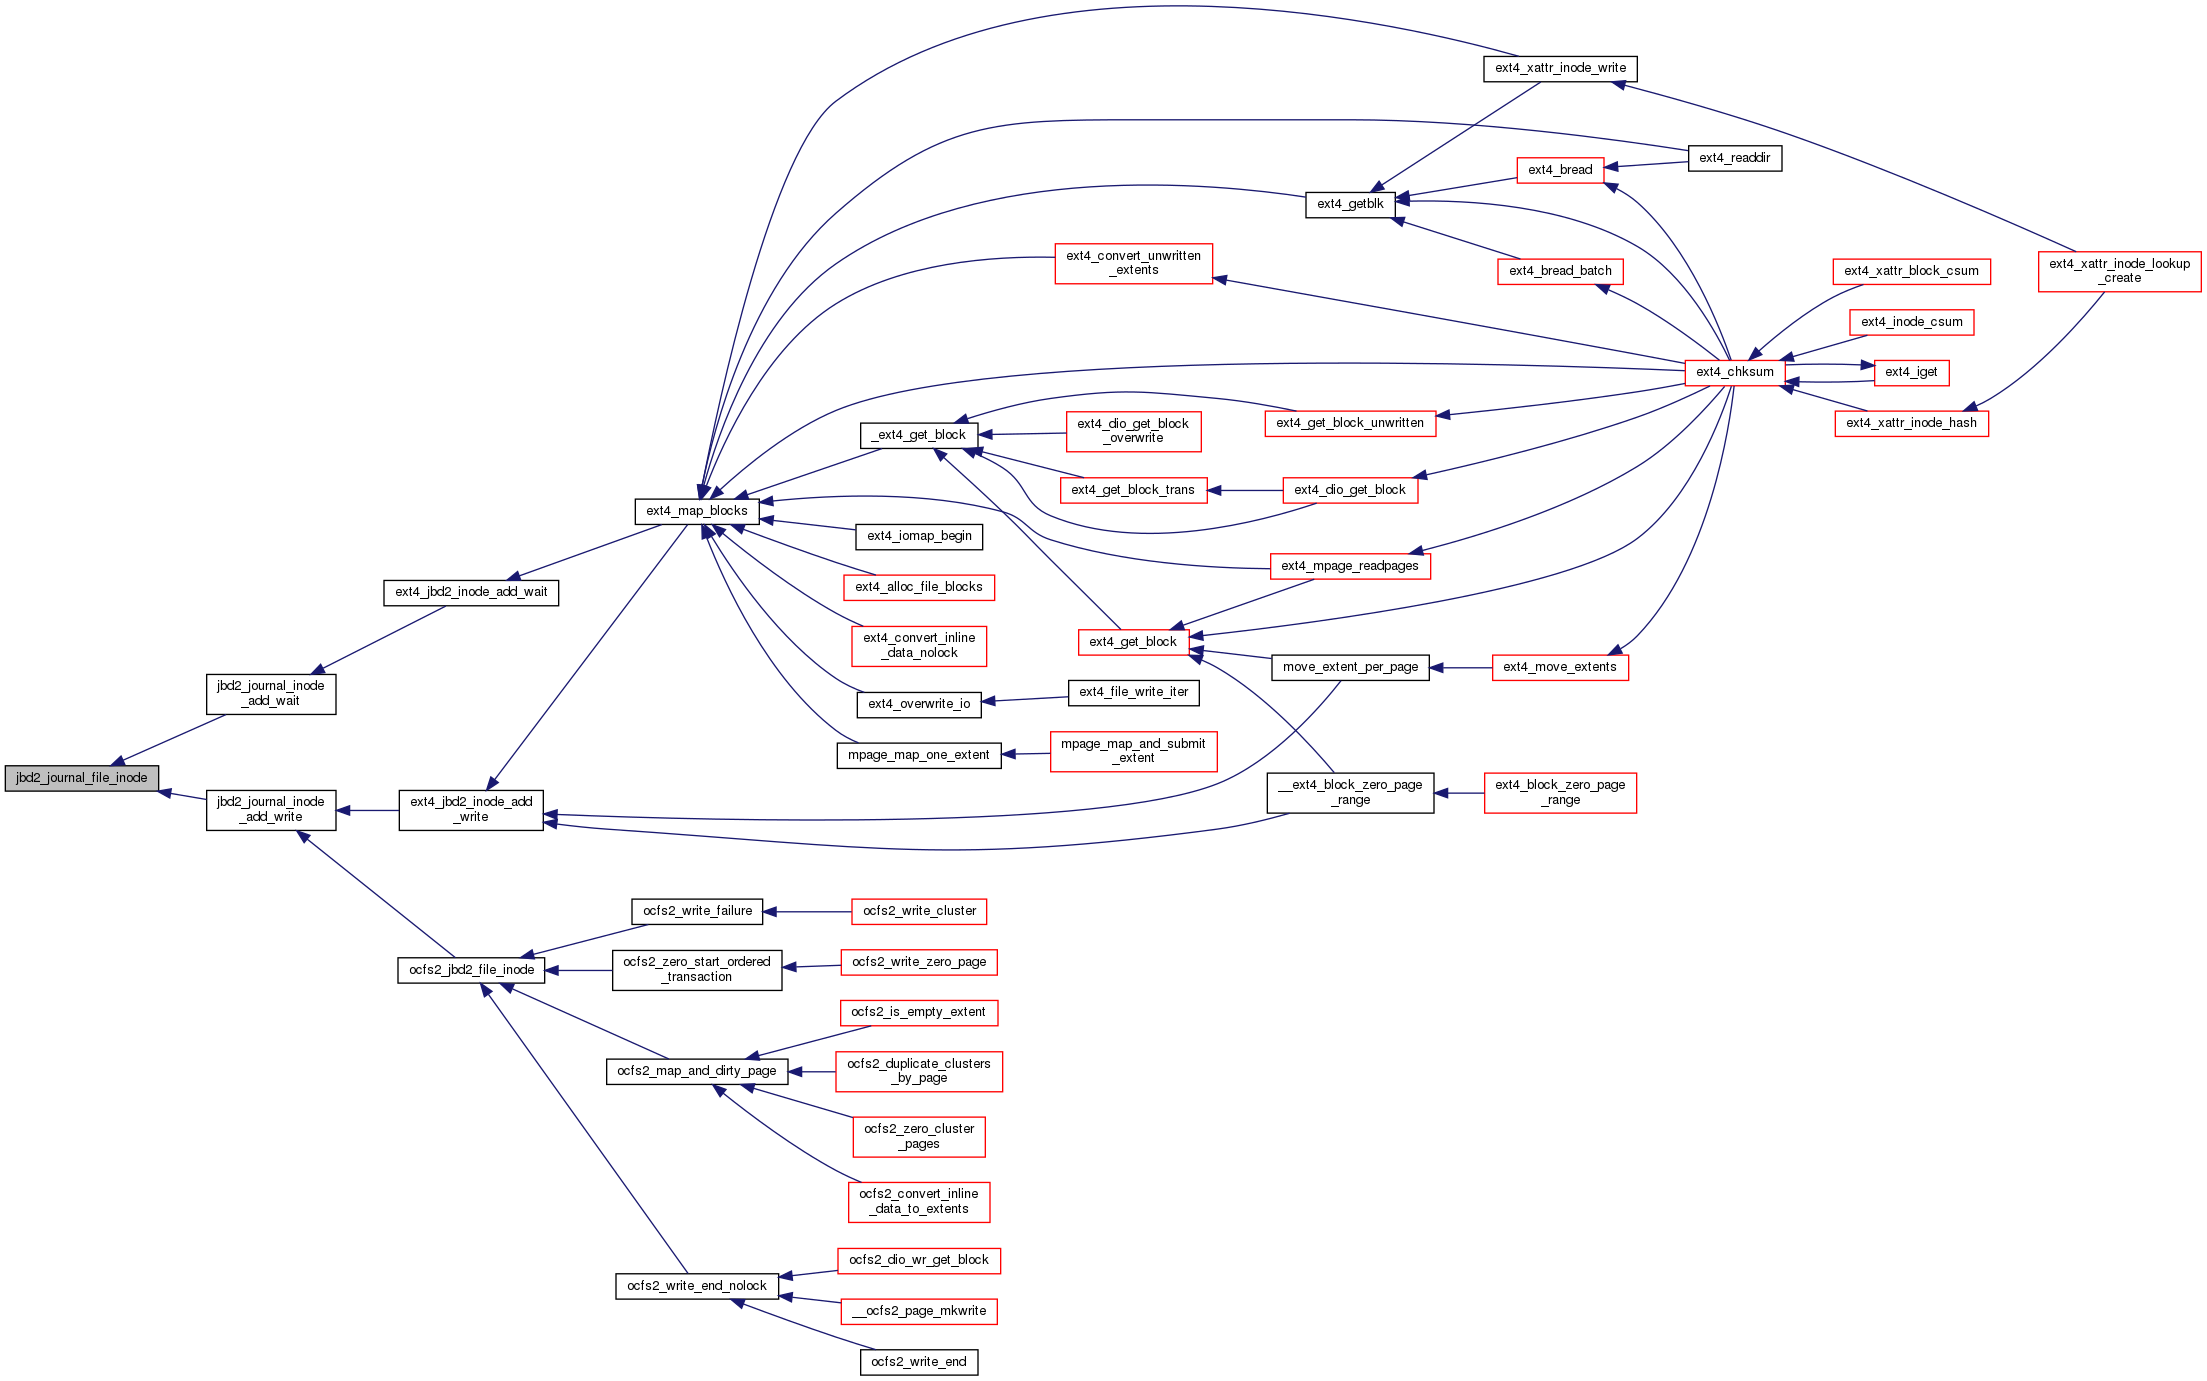 ext4_xattr_inode_write
ext4_readdir
ext4_bread
ext4_getblk
ext4_convert_unwritten
_extents
ext4_bread_batch
ext4_xattr_block_csum
ext4_xattr_inode_lookup
_create
ext4_inode_csum
ext4_chksum
ext4_iget
ext4_xattr_inode_hash
_ext4_get_block
ext4_dio_get_block
_overwrite
ext4_get_block_unwritten
ext4_get_block_trans
ext4_dio_get_block
ext4_map_blocks
ext4_iomap_begin
ext4_mpage_readpages
ext4_jbd2_inode_add_wait
ext4_alloc_file_blocks
ext4_convert_inline
_data_nolock
ext4_get_block
move_extent_per_page
ext4_move_extents
jbd2_journal_inode
_add_wait
ext4_overwrite_io
ext4_file_write_iter
mpage_map_one_extent
mpage_map_and_submit
_extent
jbd2_journal_file_inode
jbd2_journal_inode
_add_write
ext4_jbd2_inode_add
_write
__ext4_block_zero_page
_range
ext4_block_zero_page
_range
ocfs2_write_failure
ocfs2_write_cluster
ocfs2_jbd2_file_inode
ocfs2_zero_start_ordered
_transaction
ocfs2_write_zero_page
ocfs2_is_empty_extent
ocfs2_map_and_dirty_page
ocfs2_duplicate_clusters
_by_page
ocfs2_zero_cluster
_pages
ocfs2_convert_inline
_data_to_extents
ocfs2_dio_wr_get_block
ocfs2_write_end_nolock
__ocfs2_page_mkwrite
ocfs2_write_end